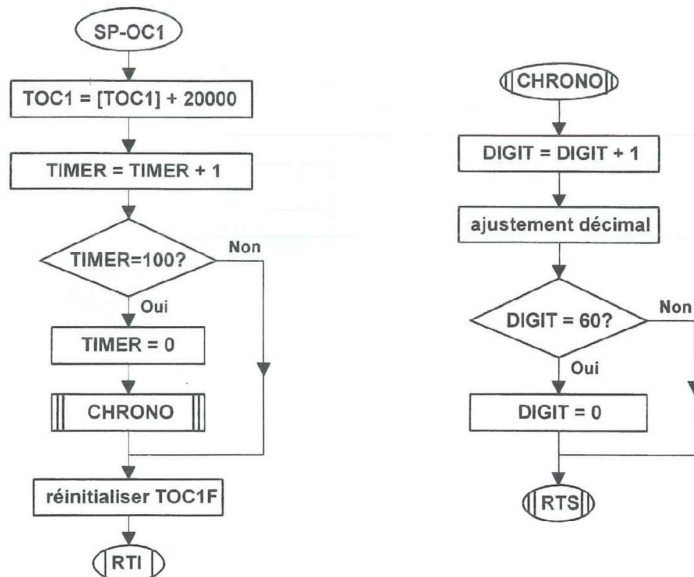 SP-OC1
TOC1 = [TOC1] + 20000
TIMER = TIMER + 1
TIMER=100?
Non
Oui
TIMER = 0
CHRONO
réinitialiser TOC1F
RTI
CHRONO
DIGIT = DIGIT + 1
ajustement décimal
DIGIT = 60?
Non
Oui
DIGIT = 0
RTS